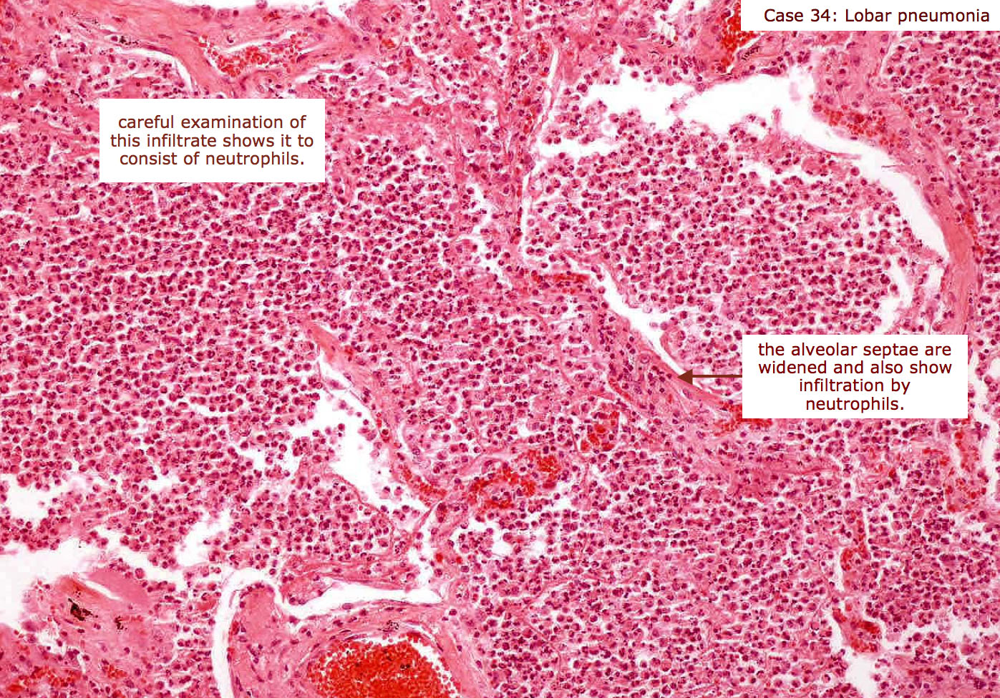 Case 34: Lobar pneumonia
careful examination of
this infiltrate shows it to
consist of neutrophils.
the alveolar septae are
widened and also show
infiltration by
neutrophils.